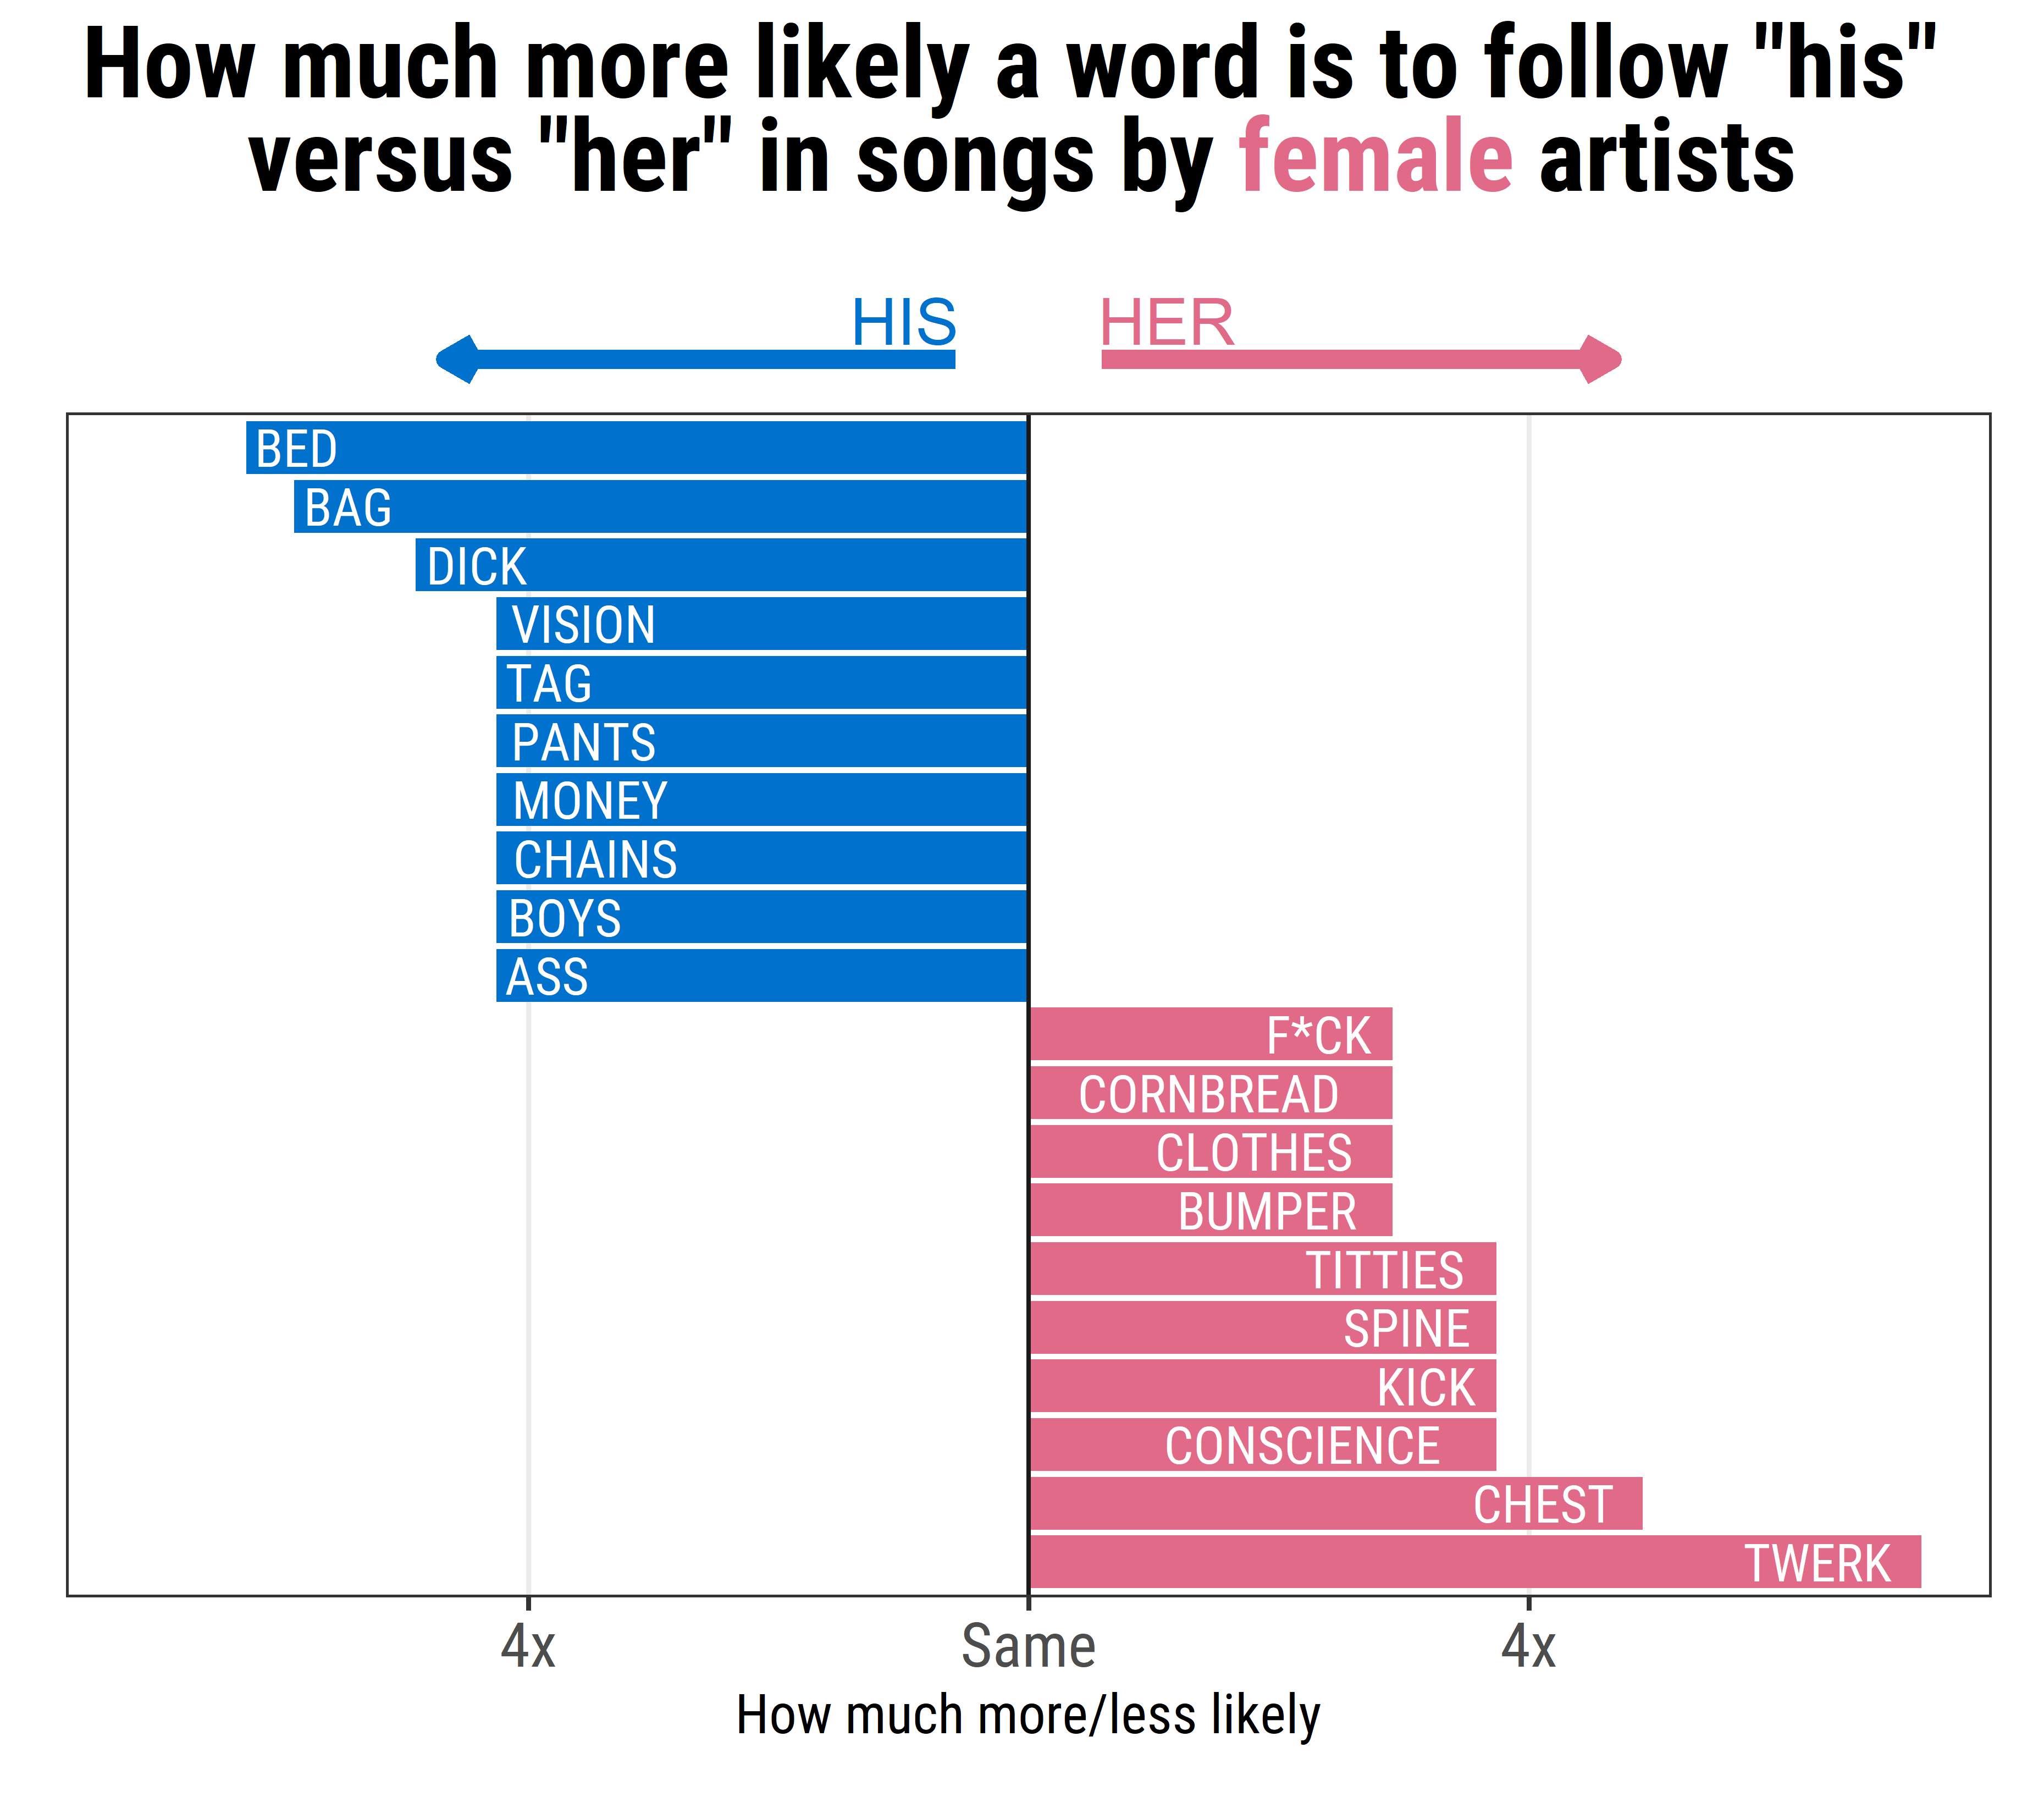 How much more likely a word is to follow "his"
versus "her" in songs by female artists
HIS HER
BED
BAG
DICK
VISION
TAG
PANTS
MONEY
CHAINS
BOYS
ASS
F*CK
CORNBREAD
CLOTHES
BUMPER
TITTIES
SPINE
KICK
CONSCIENCE
CHEST
TWERK
4x Same 4x
How much more/less likely